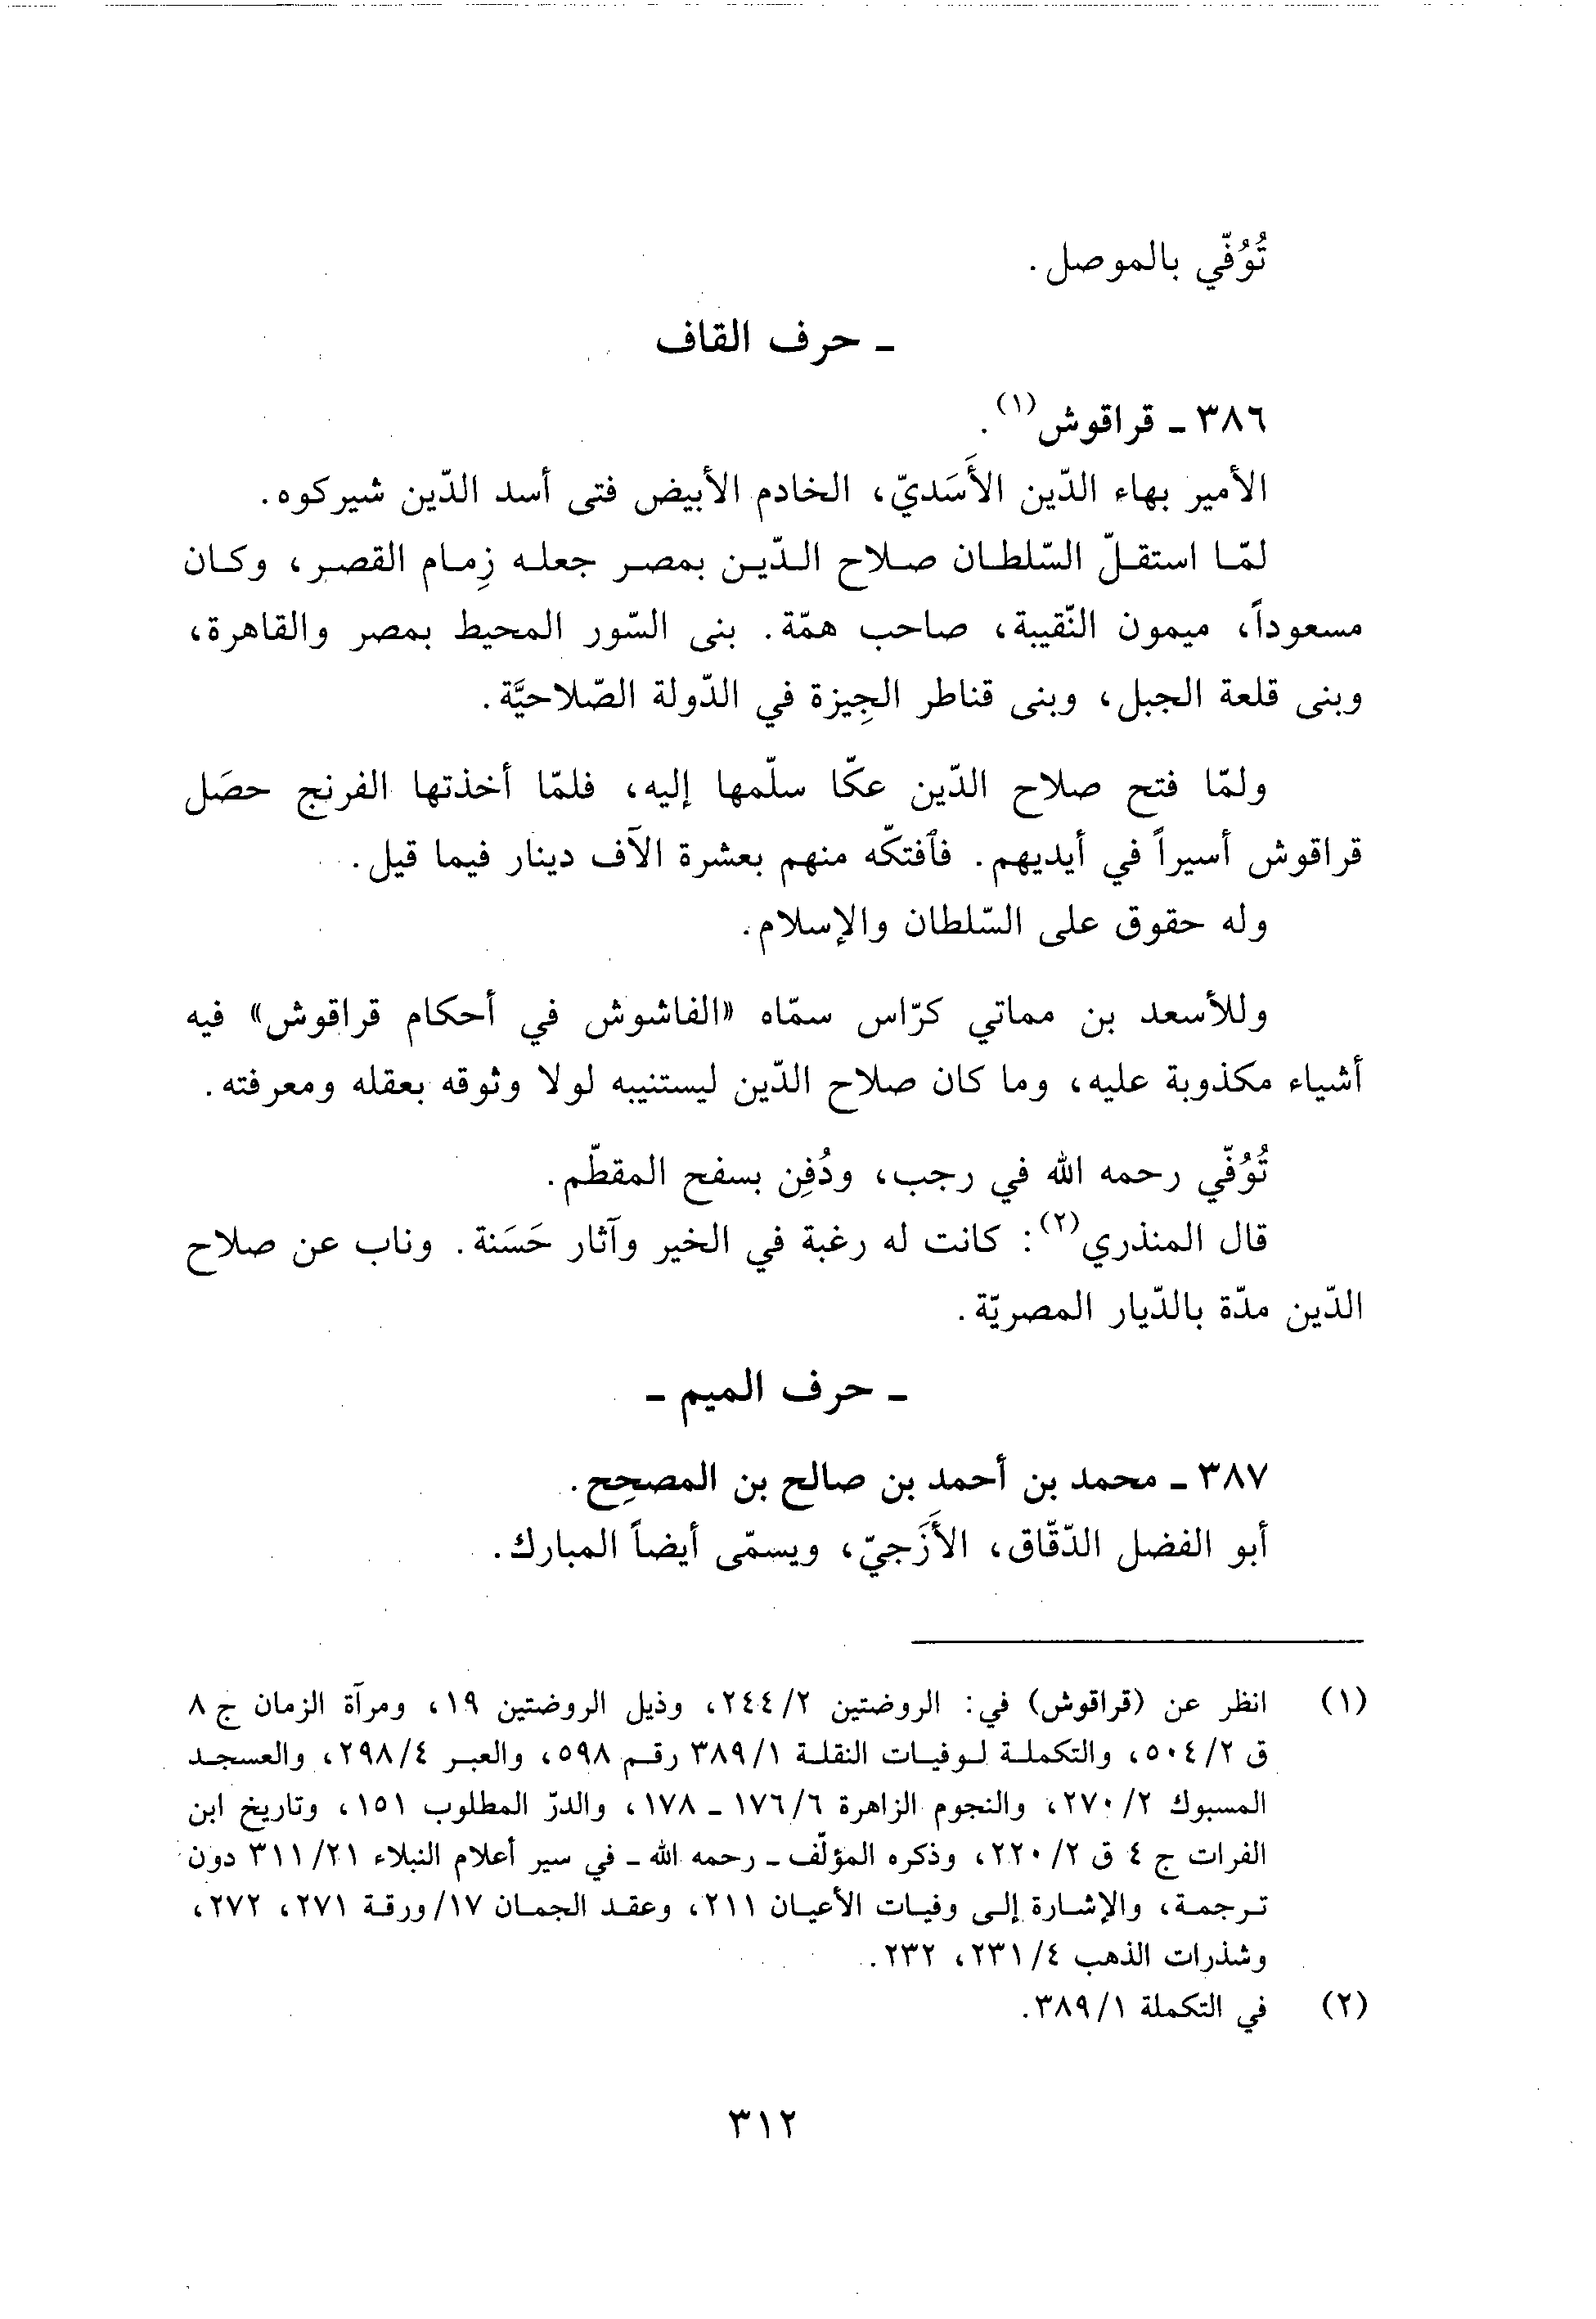 تُوُفّي بالموصل.
ـ حرف القاف
٣٨٦ ـ قراقوش(١).
الأمير بهاء الدّين الأَسَديّ، الخادم الأبيض فتى أسد الدّين شيركوه.
لمّا استقلّ السّلطان صلاح الدّين بمصر جعله زِمام القصر، وكان
مسعوداً، ميمون النّقيبة، صاحب همّة. بنى السّور المحيط بمصر والقاهرة،
وبنى قلعة الجبل، وبنى قناطر الجِيزة في الدّولة الصّلاحيَّة.
ولمّا فتح صلاح الدّين عكّا سلّمها إليه، فلمّا أخذتها الفرنج حصَل
قراقوش أسيراً في أيديهم. فٱفتكّه منهم بعشرة الآف دينار فيما قيل.
وله حقوق على السّلطان والإسلام.
وللأسعد بن مماتي كرّاس سمّاه «الفاشوش في أحكام قراقوش» فيه
أشياء مكذوبة عليه، وما كان صلاح الدّين ليستنيبه لولا وثوقه بعقله ومعرفته.
تُوُفّي رحمه الله في رجب، ودُفِن بسفح المقطّم.
قال المنذري(٢): كانت له رغبة في الخير وآثار حَسَنة. وناب عن صلاح
الدّين مدّة بالدّيار المصريّة.
ـ حرف الميم ـ
٣٨٧ ـ محمد بن أحمد بن صالح بن المصحِح.
أبو الفضل الدّقّاق، الأَزَجيّ، ويسمّى أيضاً المبارك.
(١) انظر عن (قراقوش) في: الروضتين ٢٤٤/٢، وذيل الروضتين ١٩، ومرآة الزمان ج ٨
ق ٥٠٤/٢، والتكملة لوفيات النقلة ٣٨٩/١ رقم ٥٩٨، والعبر ٢٩٨/٤، والعسجد
المسبوك ٢٧٠/٢، والنجوم الزاهرة ١٧٦/٦ ـ ١٧٨، والدرّ المطلوب ١٥١، وتاريخ ابن
الفرات ج ٤ ق ٢٢٠/٢، وذكره المؤلّف ـ رحمه الله ـ في سير أعلام النبلاء ٣١١/٢١ دون
ترجمة، والإشارة إلى وفيات الأعيان ٢١١، وعقد الجمان ١٧/ورقة ٢٧١، ٢٧٢،
وشذرات الذهب ٢٣١/٤، ٢٣٢.
(٢) في التكملة ٣٨٩/١.
٣١٢